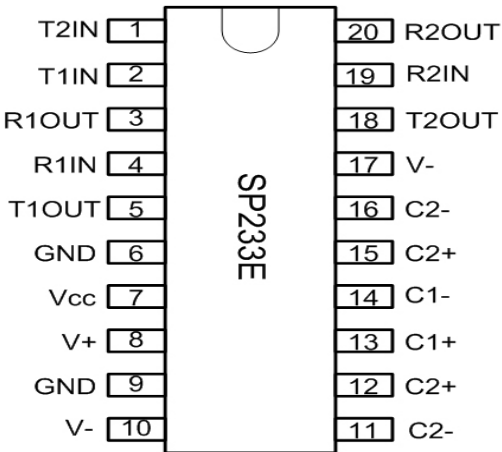 T2IN 1 20 R2OUT
T1IN 2 19 R2IN
R1OUT 3 18 T2OUT
R1IN 4 17 V-
T1OUT 5 16 C2-
GND 6 15 C2+
Vcc 7 14 C1-
V+ 8 13 C1+
GND 9 12 C2+
V- 10 11 C2-
SP233E